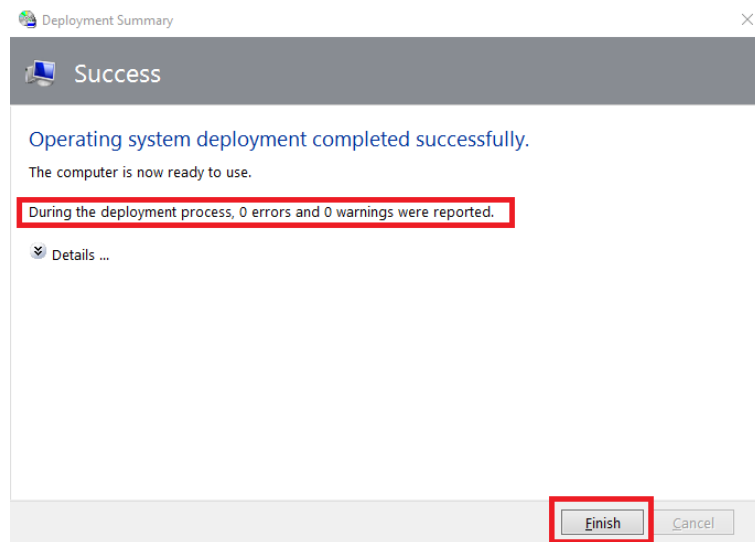 Deployment Summary
Success
Operating system deployment completed successfully.
The computer is now ready to use.
During the deployment process, 0 errors and 0 warnings were reported.
Details ...
Finish
Cancel